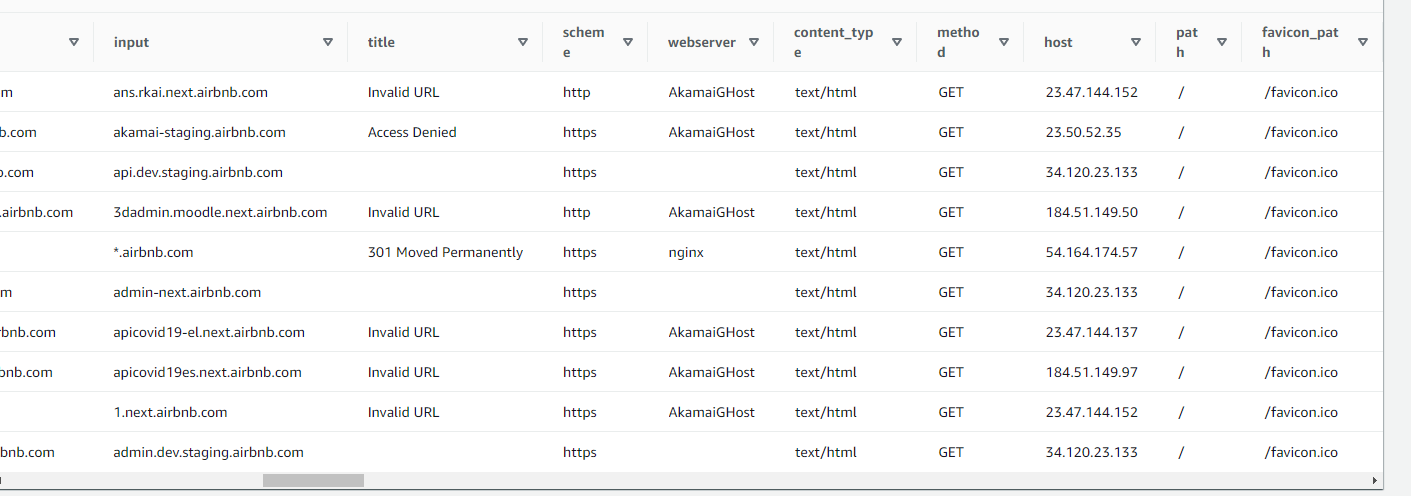 input title scheme webserver content_type method host path favicon_path
om ans.rkai.next.airbnb.com Invalid URL http AkamaiGHost text/html GET 23.47.144.152 / /favicon.ico
b.com akamai-staging.airbnb.com Access Denied https AkamaiGHost text/html GET 23.50.52.35 / /favicon.ico
b.com api.dev.staging.airbnb.com https text/html GET 34.120.23.133 / /favicon.ico
.airbnb.com 3dadmin.moodle.next.airbnb.com Invalid URL http AkamaiGHost text/html GET 184.51.149.50 / /favicon.ico
*.airbnb.com 301 Moved Permanently https nginx text/html GET 54.164.174.57 / /favicon.ico
om admin-next.airbnb.com https text/html GET 34.120.23.133 / /favicon.ico
rbnb.com apicovid19-el.next.airbnb.com Invalid URL https AkamaiGHost text/html GET 23.47.144.137 / /favicon.ico
bnb.com apicovid19es.next.airbnb.com Invalid URL https AkamaiGHost text/html GET 184.51.149.97 / /favicon.ico
1.next.airbnb.com Invalid URL https AkamaiGHost text/html GET 23.47.144.152 / /favicon.ico
irbnb.com admin.dev.staging.airbnb.com https text/html GET 34.120.23.133 / /favicon.ico